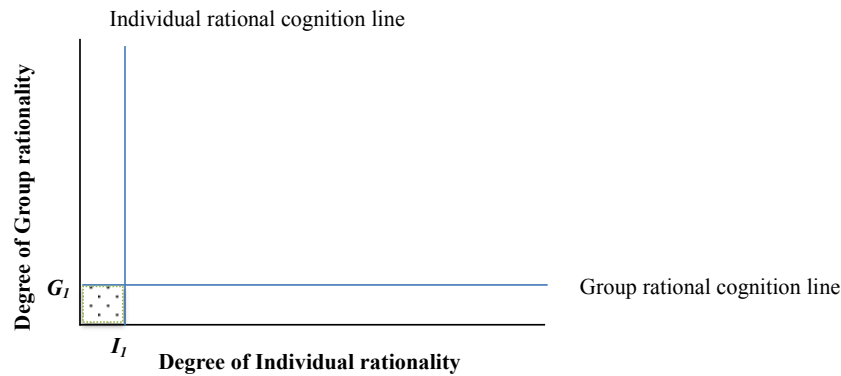 Individual rational cognition line
Degree of Group rationality
G1
Group rational cognition line
I1
Degree of Individual rationality